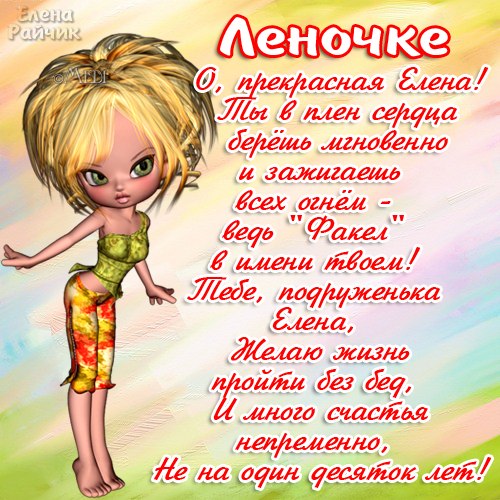 Елена
Райчик
Леночке
О, прекрасная Елена!
Ты в плен сердца
берёшь мгновенно
и зажигаешь
всех огнём -
ведь "Факел"
в имени твоем!
Тебе, подруженька
Елена,
Желаю жизнь
пройти без бед,
И много счастья
непременно,
Не на один десяток лет!